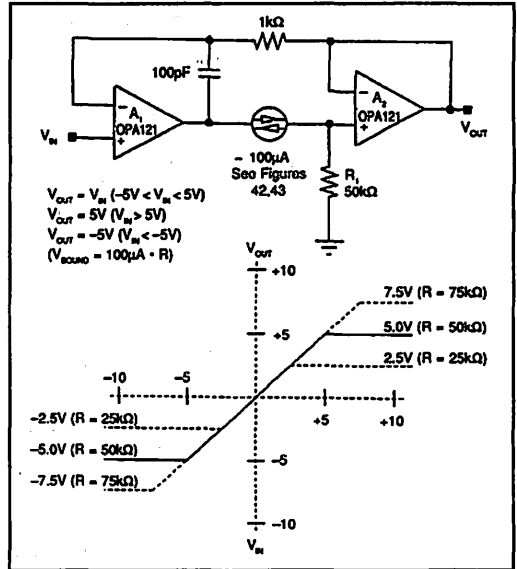 1kΩ
100pF
−
A₁
OPA121
+
VIN
−
A₂
OPA121
+
VOUT
~ 100μA
See Figures
42,43
R₁
50kΩ
VOUT = VIN (−5V < VIN < 5V)
VOUT = 5V (VIN > 5V)
VOUT = −5V (VIN < −5V)
(VBOUND = 100μA • R)
VOUT
+10
7.5V (R = 75kΩ)
+5
5.0V (R = 50kΩ)
2.5V (R = 25kΩ)
−10
−5
+5
+10
−2.5V (R = 25kΩ)
−5.0V (R = 50kΩ)
−5
−7.5V (R = 75kΩ)
−10
VIN